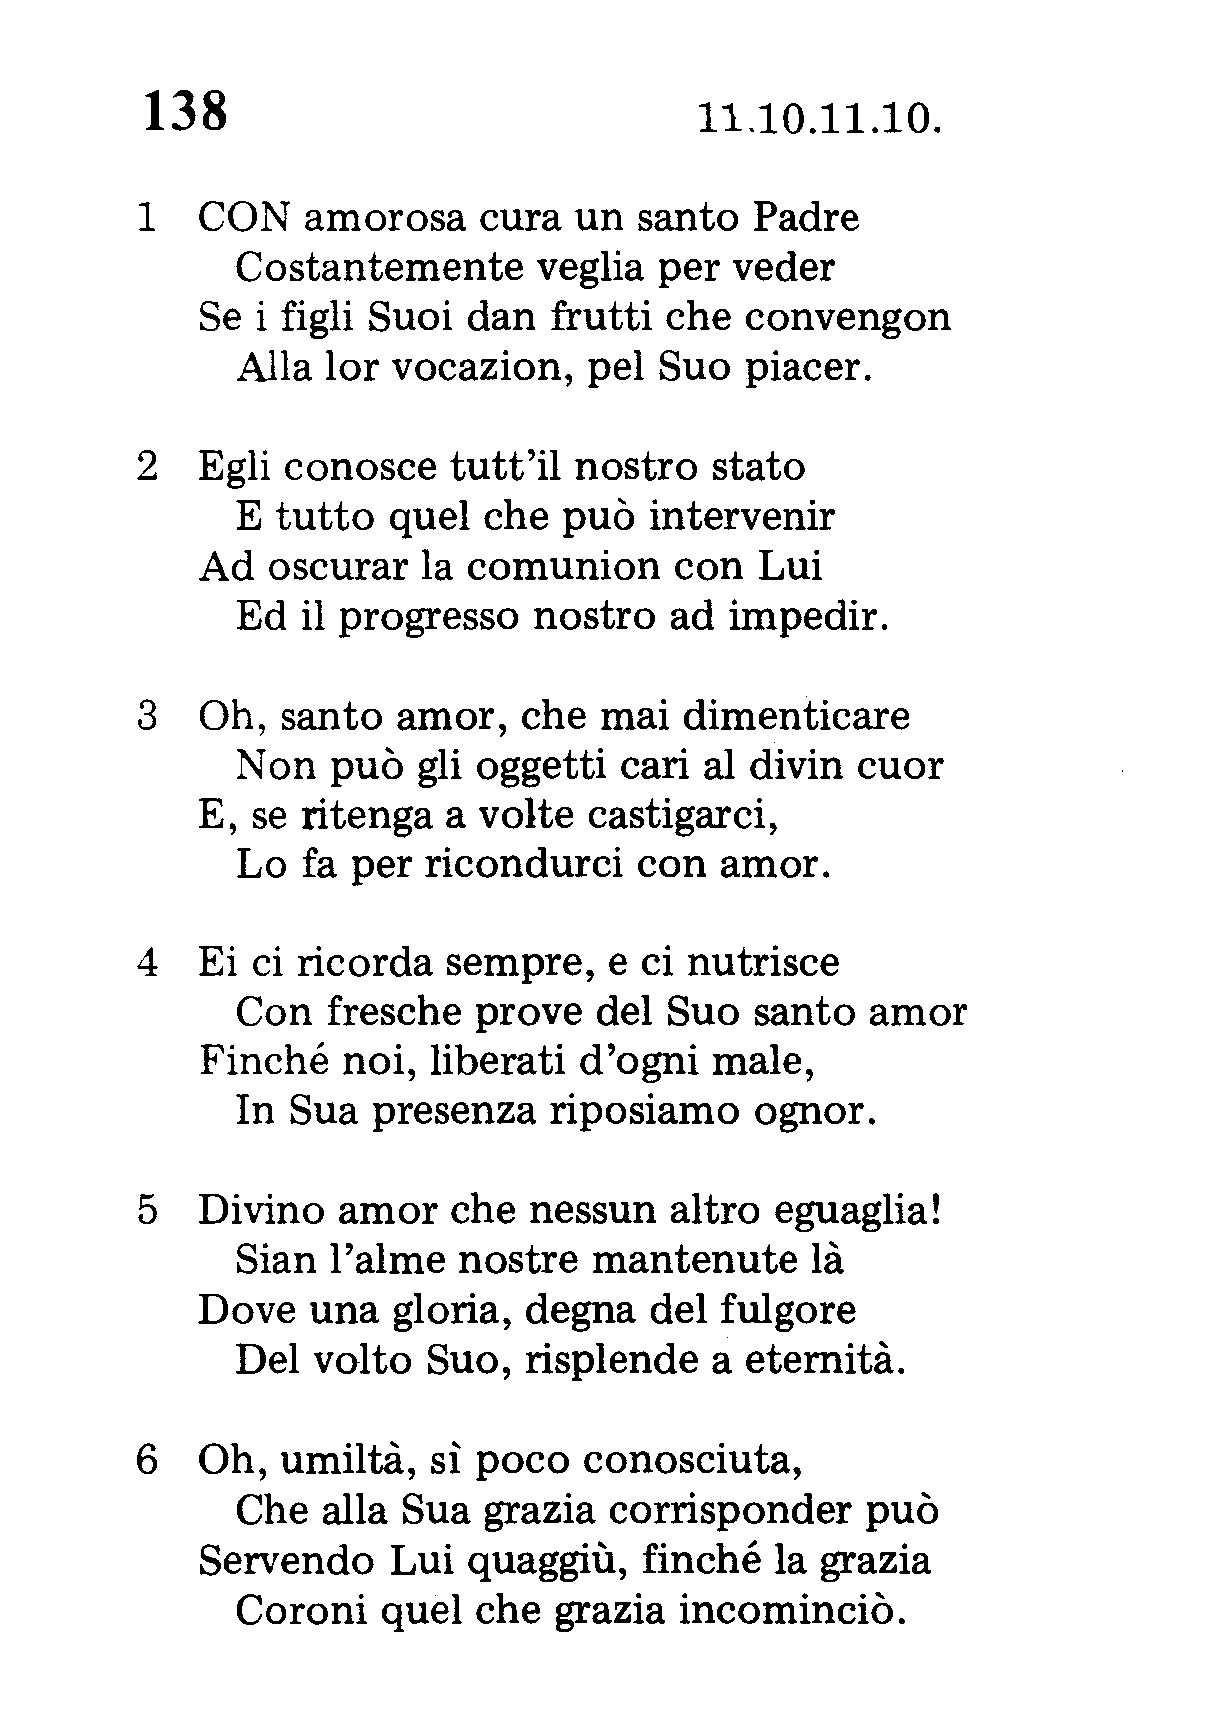 138 11.10.11.10.
1 CON amorosa cura un santo Padre
Costantemente veglia per veder
Se i figli Suoi dan frutti che convengon
Alla lor vocazion, pel Suo piacer.
2 Egli conosce tutt'il nostro stato
E tutto quel che può intervenir
Ad oscurar la comunion con Lui
Ed il progresso nostro ad impedir.
3 Oh, santo amor, che mai dimenticare
Non può gli oggetti cari al divin cuor
E, se ritenga a volte castigarci,
Lo fa per ricondurci con amor.
4 Ei ci ricorda sempre, e ci nutrisce
Con fresche prove del Suo santo amor
Finché noi, liberati d'ogni male,
In Sua presenza riposiamo ognor.
5 Divino amor che nessun altro eguaglia!
Sian l'alme nostre mantenute là
Dove una gloria, degna del fulgore
Del volto Suo, risplende a eternità.
6 Oh, umiltà, sì poco conosciuta,
Che alla Sua grazia corrisponder può
Servendo Lui quaggiù, finché la grazia
Coroni quel che grazia incominciò.